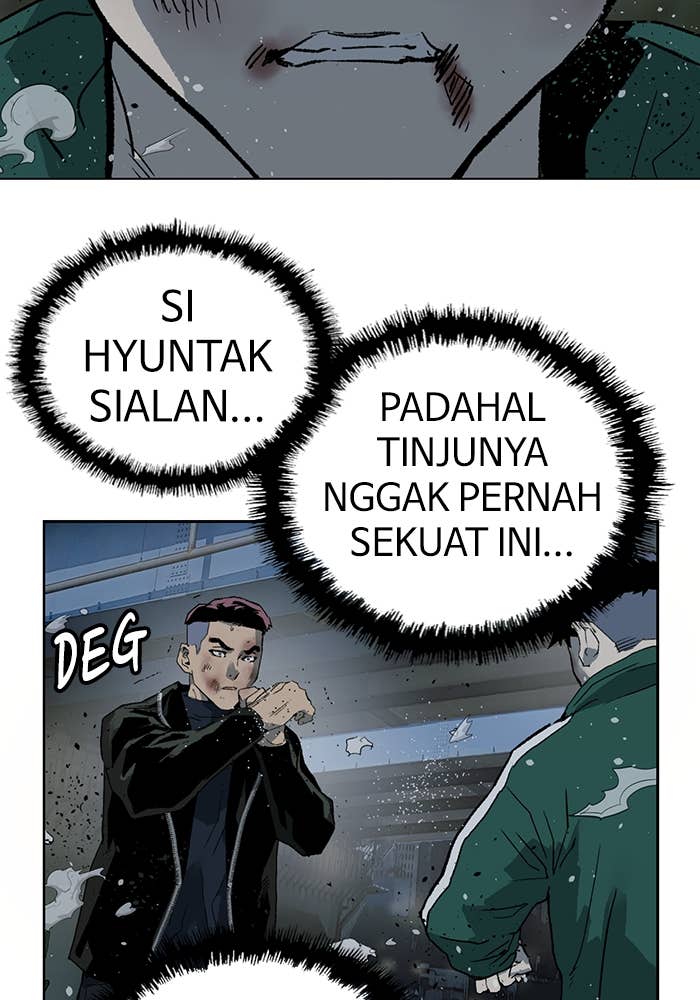 SI
HYUNTAK
SIALAN...
PADAHAL
TINJUNYA
NGGAK PERNAH
SEKUAT INI...
DEG